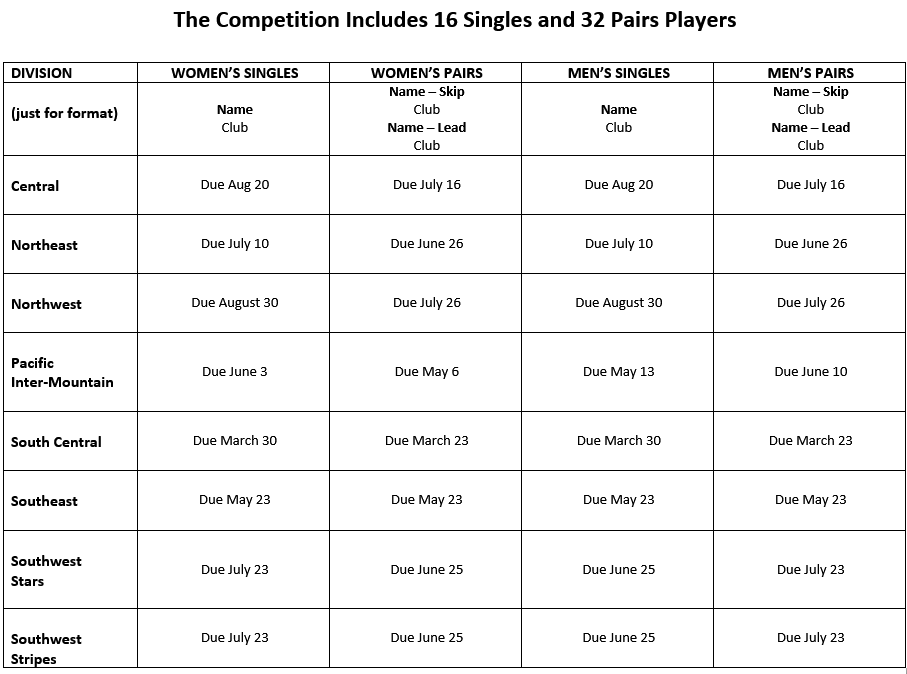 The Competition Includes 16 Singles and 32 Pairs Players
DIVISION WOMEN’S SINGLES WOMEN’S PAIRS MEN’S SINGLES MEN’S PAIRS
(just for format)
Name
Club
Name – Skip
Club
Name – Lead
Club
Name
Club
Name – Skip
Club
Name – Lead
Club
Central Due Aug 20 Due July 16 Due Aug 20 Due July 16
Northeast Due July 10 Due June 26 Due July 10 Due June 26
Northwest Due August 30 Due July 26 Due August 30 Due July 26
Pacific
Inter-Mountain Due June 3 Due May 6 Due May 13 Due June 10
South Central Due March 30 Due March 23 Due March 30 Due March 23
Southeast Due May 23 Due May 23 Due May 23 Due May 23
Southwest
Stars Due July 23 Due June 25 Due June 25 Due July 23
Southwest
Stripes Due July 23 Due June 25 Due June 25 Due July 23